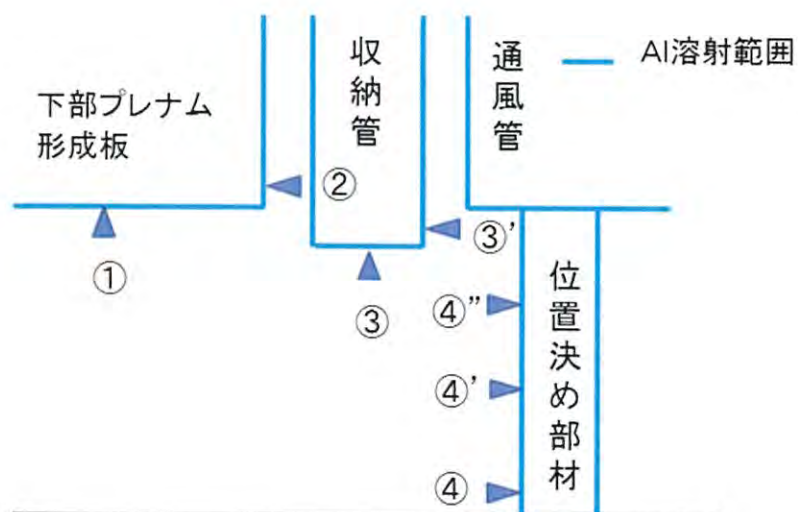 下部プレナム
形成板
収納管
通風管
Al溶射範囲
②
①
③'
③
④"
④'
④
位置決め部材